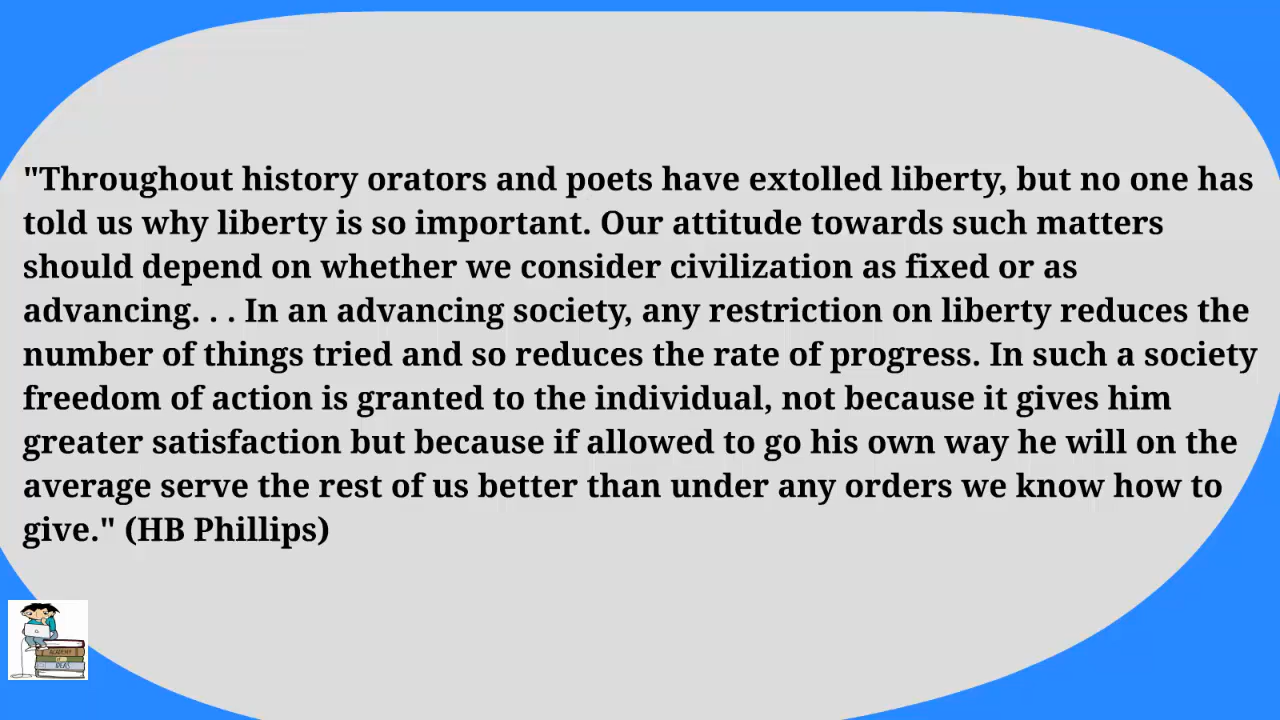 "Throughout history orators and poets have extolled liberty, but no one has
told us why liberty is so important. Our attitude towards such matters
should depend on whether we consider civilization as fixed or as
advancing. . . In an advancing society, any restriction on liberty reduces the
number of things tried and so reduces the rate of progress. In such a society
freedom of action is granted to the individual, not because it gives him
greater satisfaction but because if allowed to go his own way he will on the
average serve the rest of us better than under any orders we know how to
give." (HB Phillips)
ACADEMY
OF
IDEAS